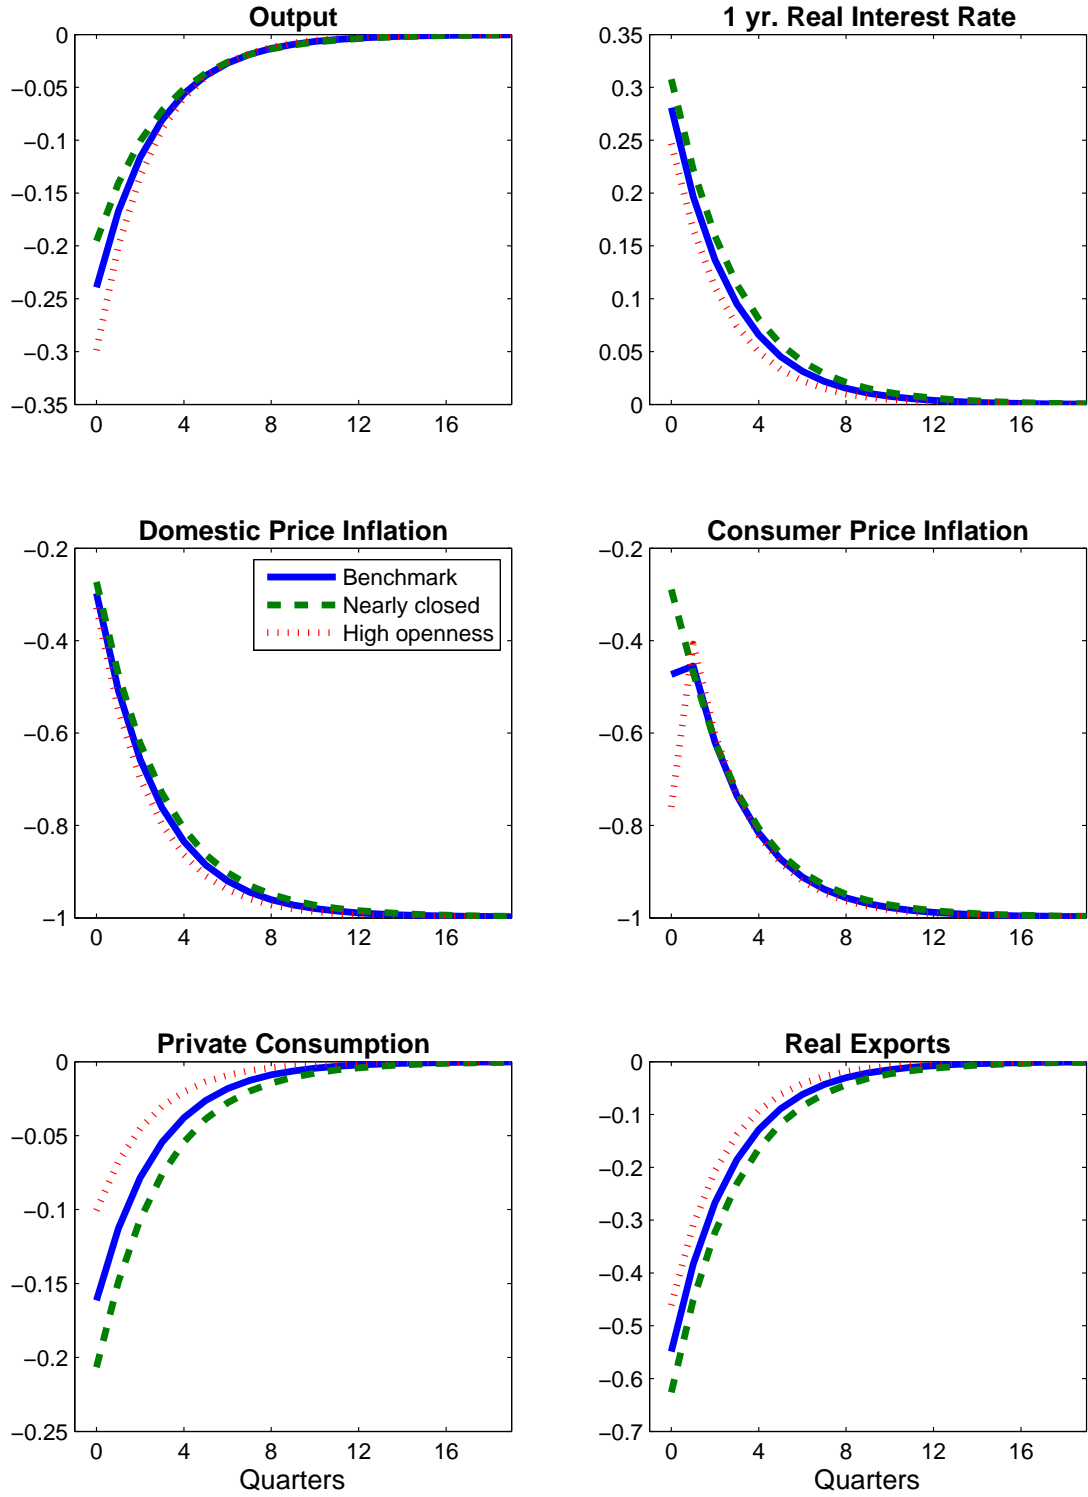 Output
0
−0.05
−0.1
−0.15
−0.2
−0.25
−0.3
−0.35
0 4 8 12 16
1 yr. Real Interest Rate
0.35
0.3
0.25
0.2
0.15
0.1
0.05
0
0 4 8 12 16
Domestic Price Inflation
−0.2
−0.4
−0.6
−0.8
−1
Benchmark
Nearly closed
High openness
0 4 8 12 16
Consumer Price Inflation
−0.2
−0.4
−0.6
−0.8
−1
0 4 8 12 16
Private Consumption
0
−0.05
−0.1
−0.15
−0.2
−0.25
0 4 8 12 16
Quarters
Real Exports
0
−0.1
−0.2
−0.3
−0.4
−0.5
−0.6
−0.7
0 4 8 12 16
Quarters